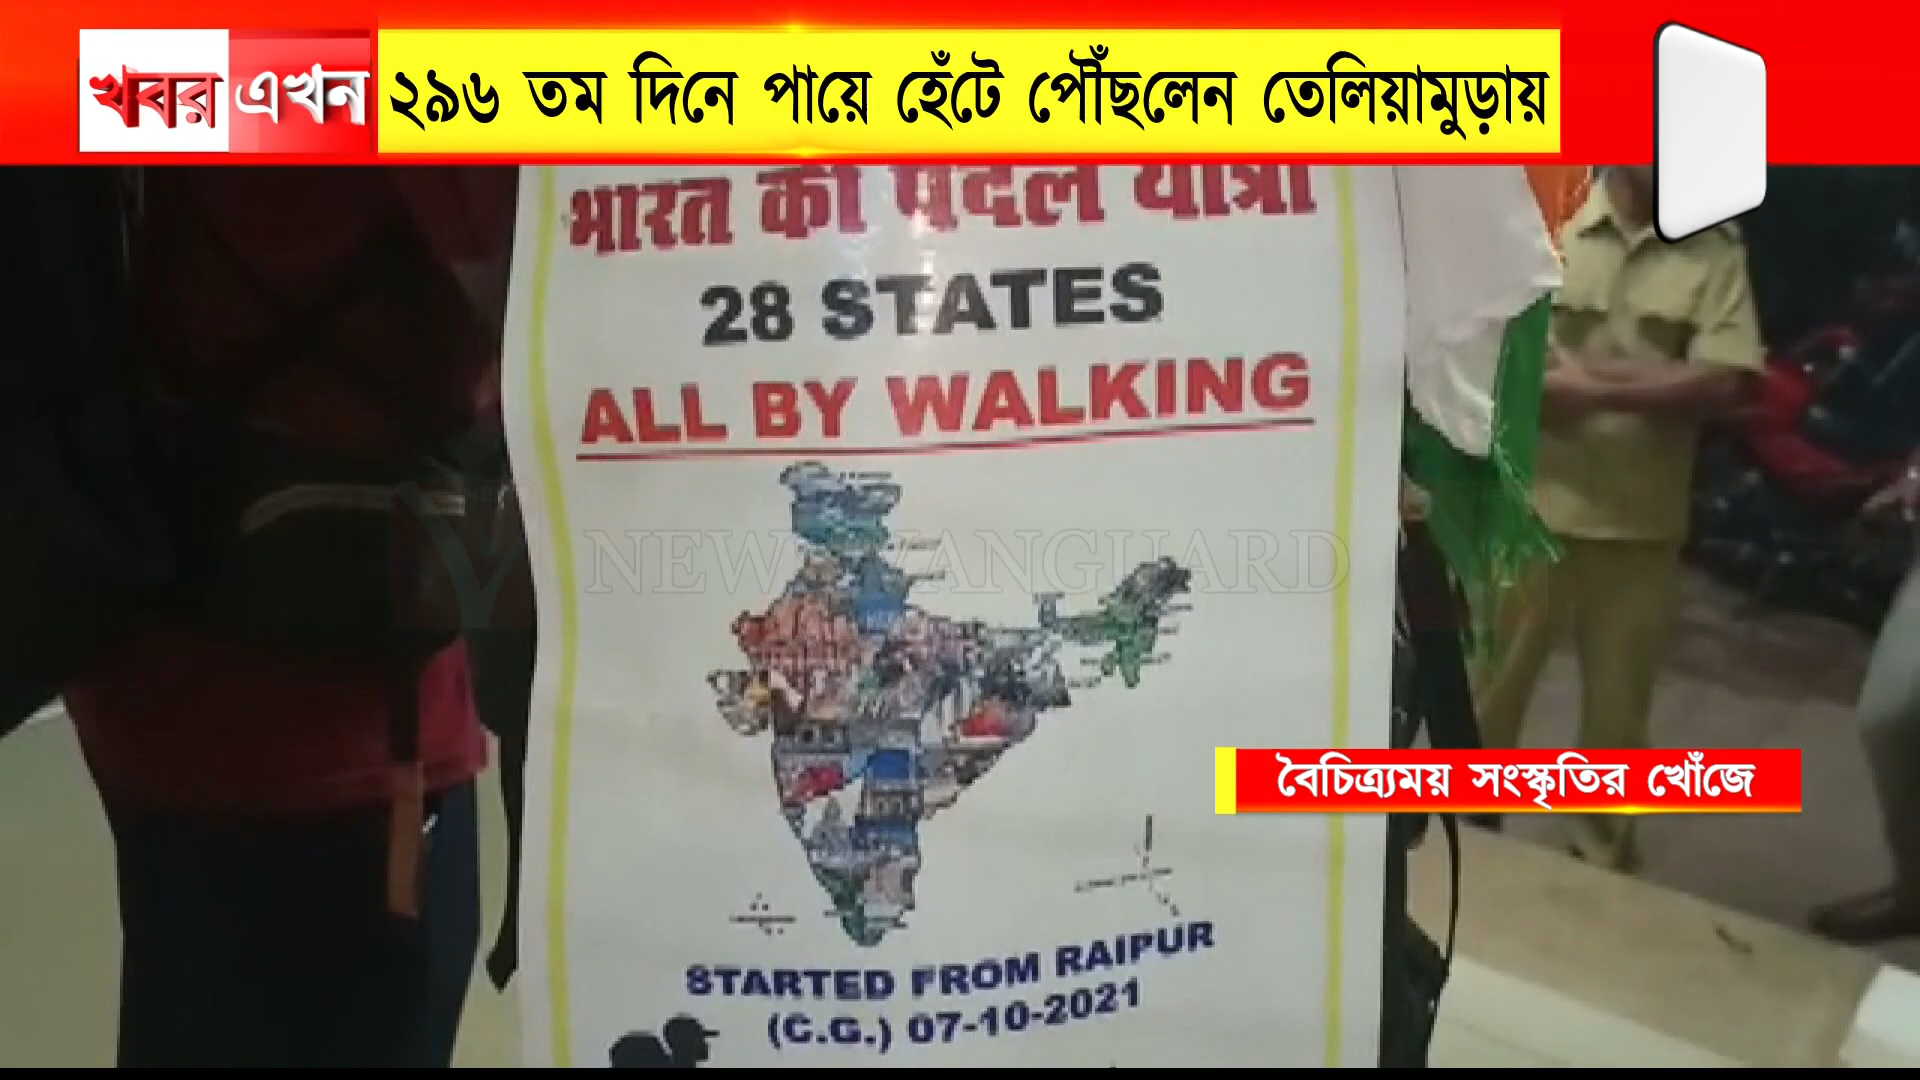 খবর এখন
২৯৬ তম দিনে পায়ে হেঁটে পৌঁছলেন তেলিয়ামুড়ায়
भारत की पैदल यात्रा
28 STATES
ALL BY WALKING
NEWS VANGUARD
বৈচিত্র্যময় সংস্কৃতির খোঁজে
STARTED FROM RAIPUR
(C.G.) 07-10-2021